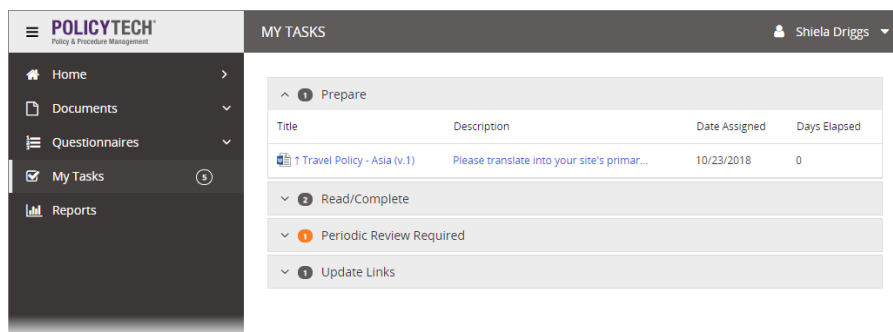 POLICYTECH
Policy & Procedure Management
MY TASKS
Shiela Driggs
Home
Documents
Questionnaires
My Tasks 5
Reports
1 Prepare
Title Description Date Assigned Days Elapsed
↑ Travel Policy - Asia (v.1) Please translate into your site's primar... 10/23/2018 0
2 Read/Complete
1 Periodic Review Required
1 Update Links